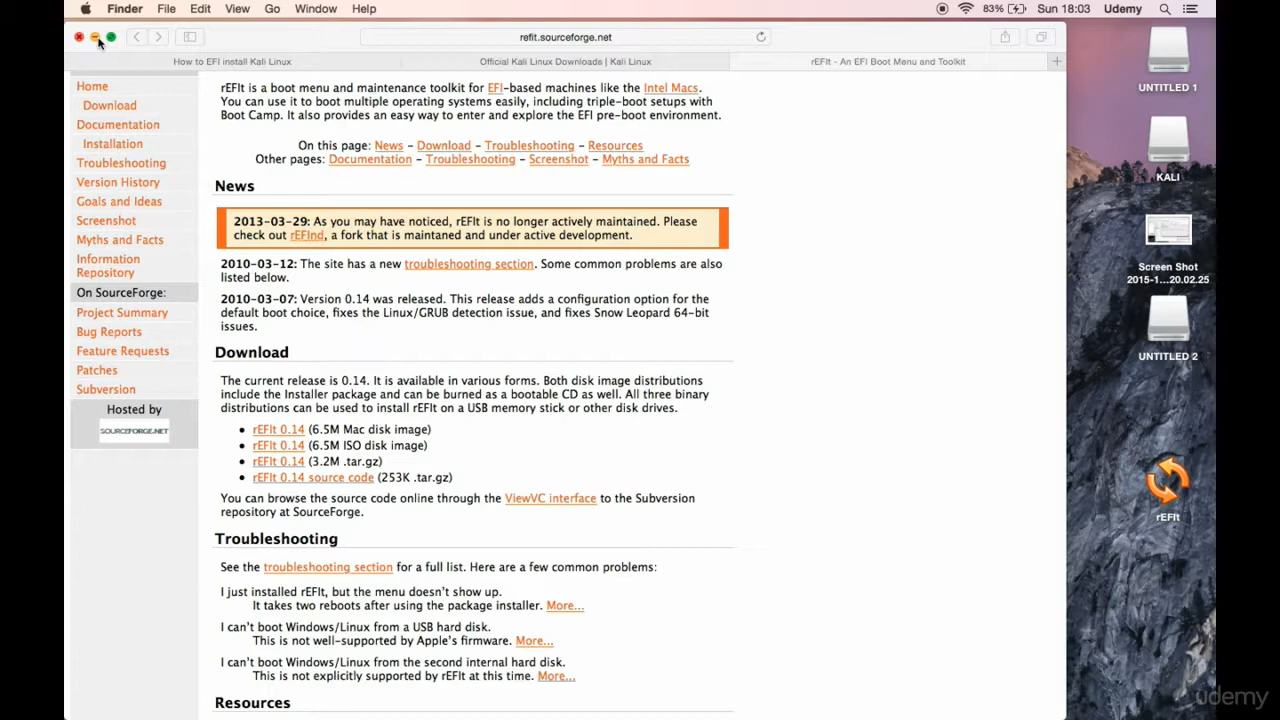 Finder File Edit View Go Window Help 83% Sun 18:03 Udemy
refit.sourceforge.net
How to EFI install Kali Linux Official Kali Linux Downloads | Kali Linux rEFIt - An EFI Boot Menu and Toolkit
Home
Download
Documentation
Installation
Troubleshooting
Version History
Goals and Ideas
Screenshot
Myths and Facts
Information
Repository
On SourceForge:
Project Summary
Bug Reports
Feature Requests
Patches
Subversion
Hosted by
SOURCEFORGE.NET
rEFIt is a boot menu and maintenance toolkit for EFI-based machines like the Intel Macs.
You can use it to boot multiple operating systems easily, including triple-boot setups with
Boot Camp. It also provides an easy way to enter and explore the EFI pre-boot environment.
On this page: News – Download – Troubleshooting – Resources
Other pages: Documentation – Troubleshooting – Screenshot – Myths and Facts
News
2013-03-29: As you may have noticed, rEFIt is no longer actively maintained. Please
check out rEFInd, a fork that is maintaned and under active development.
2010-03-12: The site has a new troubleshooting section. Some common problems are also
listed below.
2010-03-07: Version 0.14 was released. This release adds a configuration option for the
default boot choice, fixes the Linux/GRUB detection issue, and fixes Snow Leopard 64-bit
issues.
Download
The current release is 0.14. It is available in various forms. Both disk image distributions
include the Installer package and can be burned as a bootable CD as well. All three binary
distributions can be used to install rEFIt on a USB memory stick or other disk drives.
• rEFIt 0.14 (6.5M Mac disk image)
• rEFIt 0.14 (6.5M ISO disk image)
• rEFIt 0.14 (3.2M .tar.gz)
• rEFIt 0.14 source code (253K .tar.gz)
You can browse the source code online through the ViewVC interface to the Subversion
repository at SourceForge.
Troubleshooting
See the troubleshooting section for a full list. Here are a few common problems:
I just installed rEFIt, but the menu doesn't show up.
It takes two reboots after using the package installer. More...
I can't boot Windows/Linux from a USB hard disk.
This is not well-supported by Apple's firmware. More...
I can't boot Windows/Linux from the second internal hard disk.
This is not explicitly supported by rEFIt at this time. More...
Resources
UNTITLED 1
KALI
Screen Shot
2015-1...20.02.25
UNTITLED 2
rEFIt
udemy